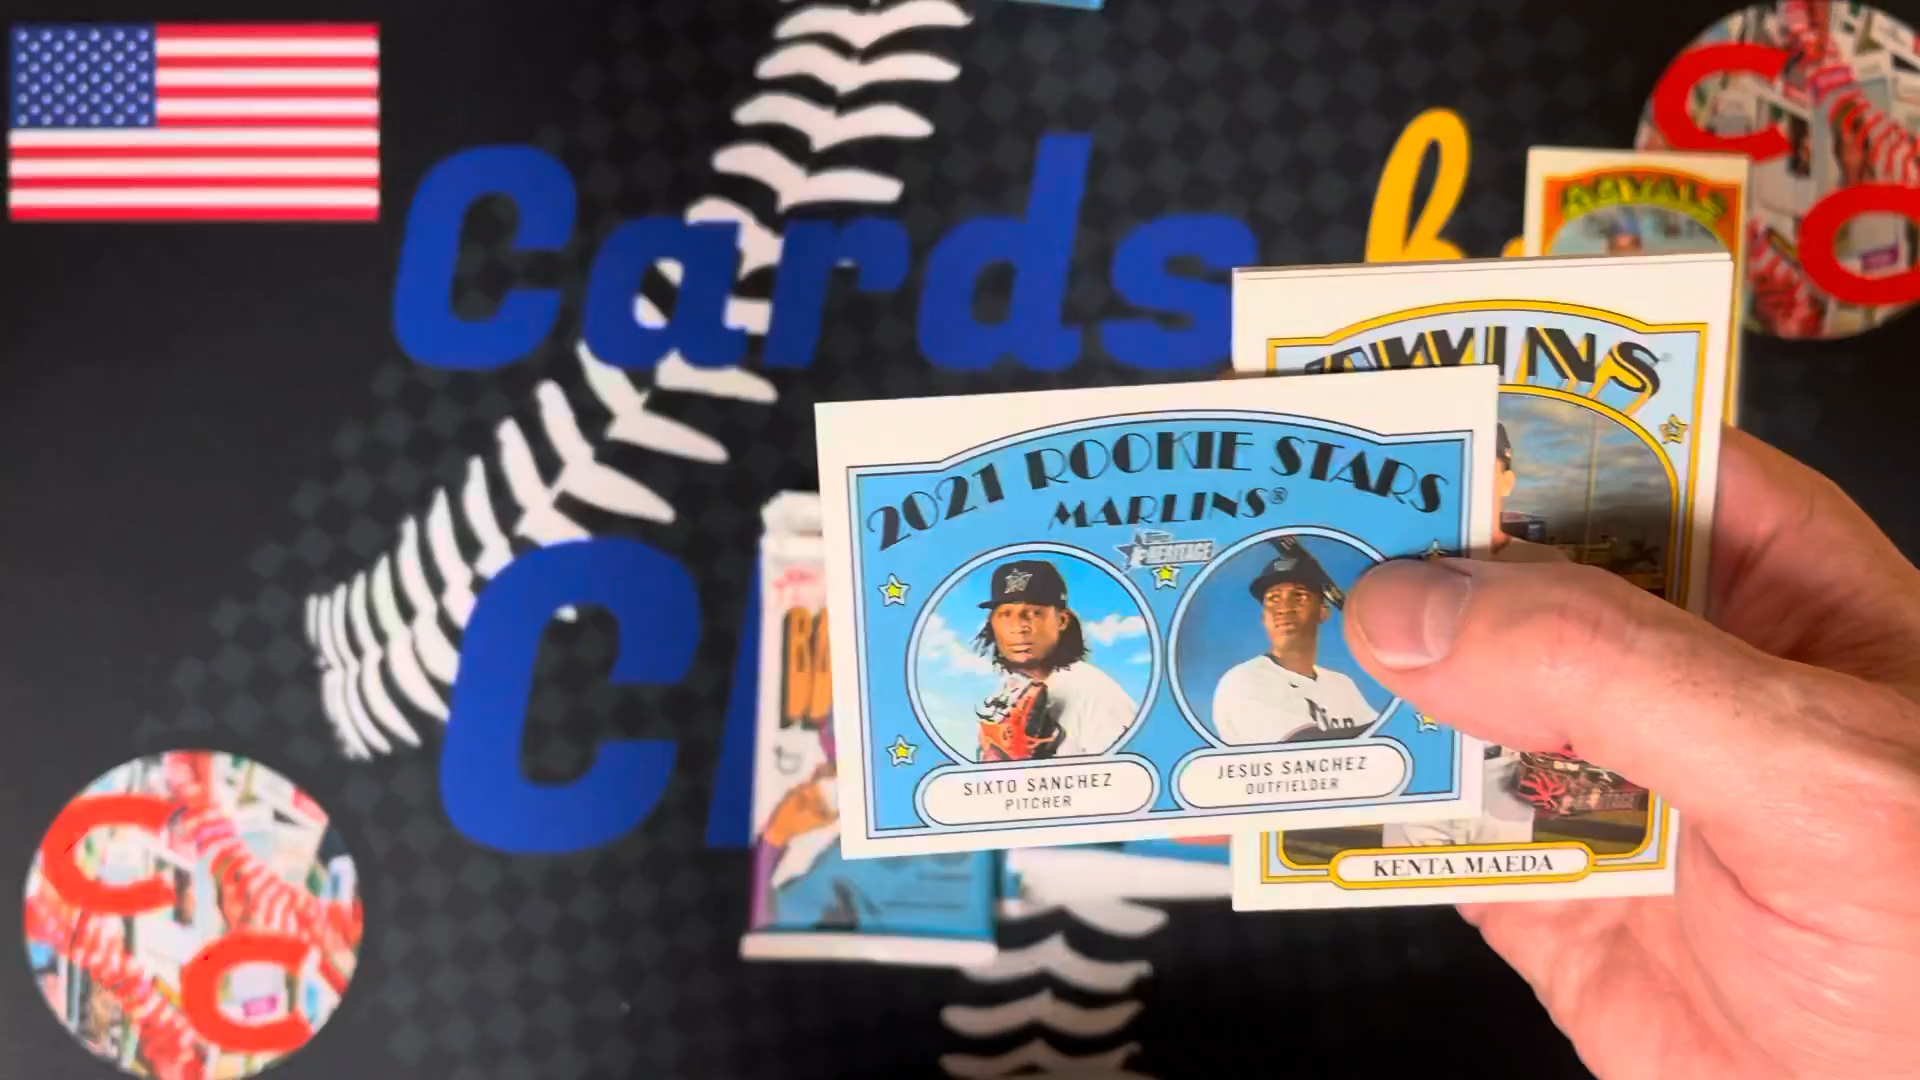 Cards
ROYALS
TWINS
2021 ROOKIE STARS
MARLINS®
HERITAGE
SIXTO SANCHEZ
PITCHER
JESUS SANCHEZ
OUTFIELDER
KENTA MAEDA